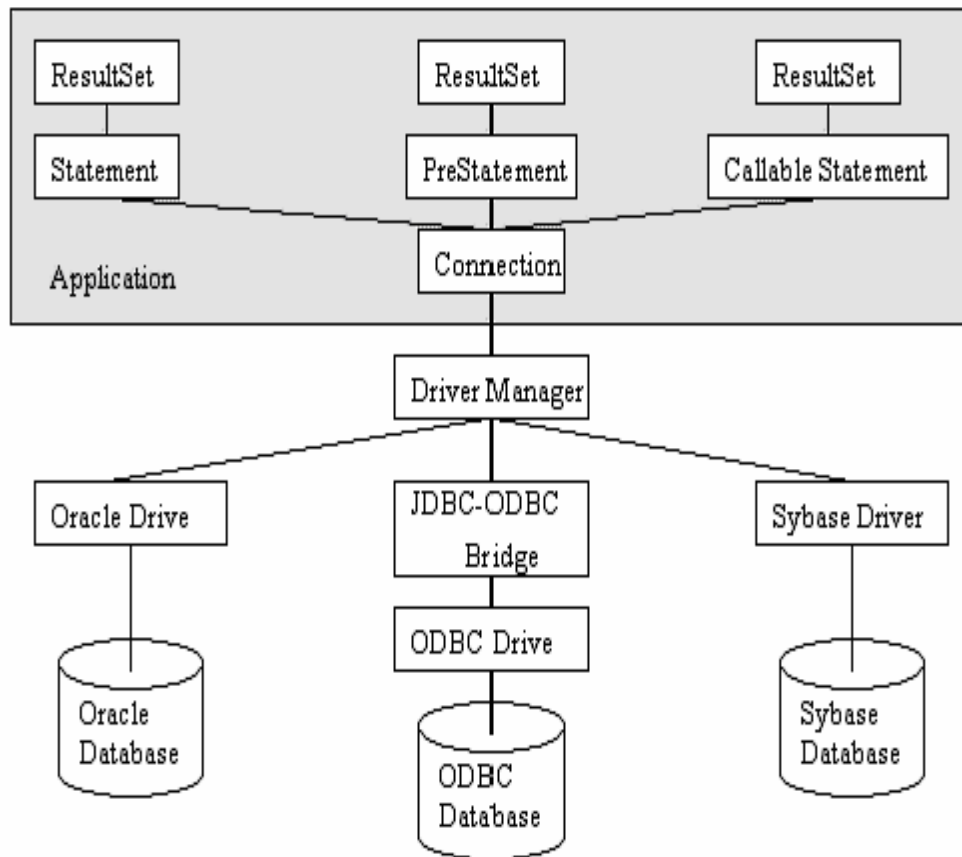 ResultSet
ResultSet
ResultSet
Statement
PreStatement
Callable Statement
Connection
Application
Driver Manager
Oracle Drive
JDBC-ODBC
Bridge
Sybase Driver
ODBC Drive
Oracle
Database
Sybase
Database
ODBC
Database